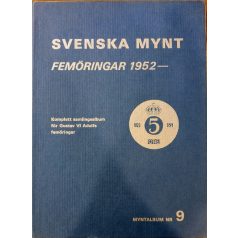 SVENSKA MYNT
FEMÖRINGAR 1952—
Komplett samlingsalbum
för Gustav VI Adolfs
femöringar
5
MYNTALBUM NR 9